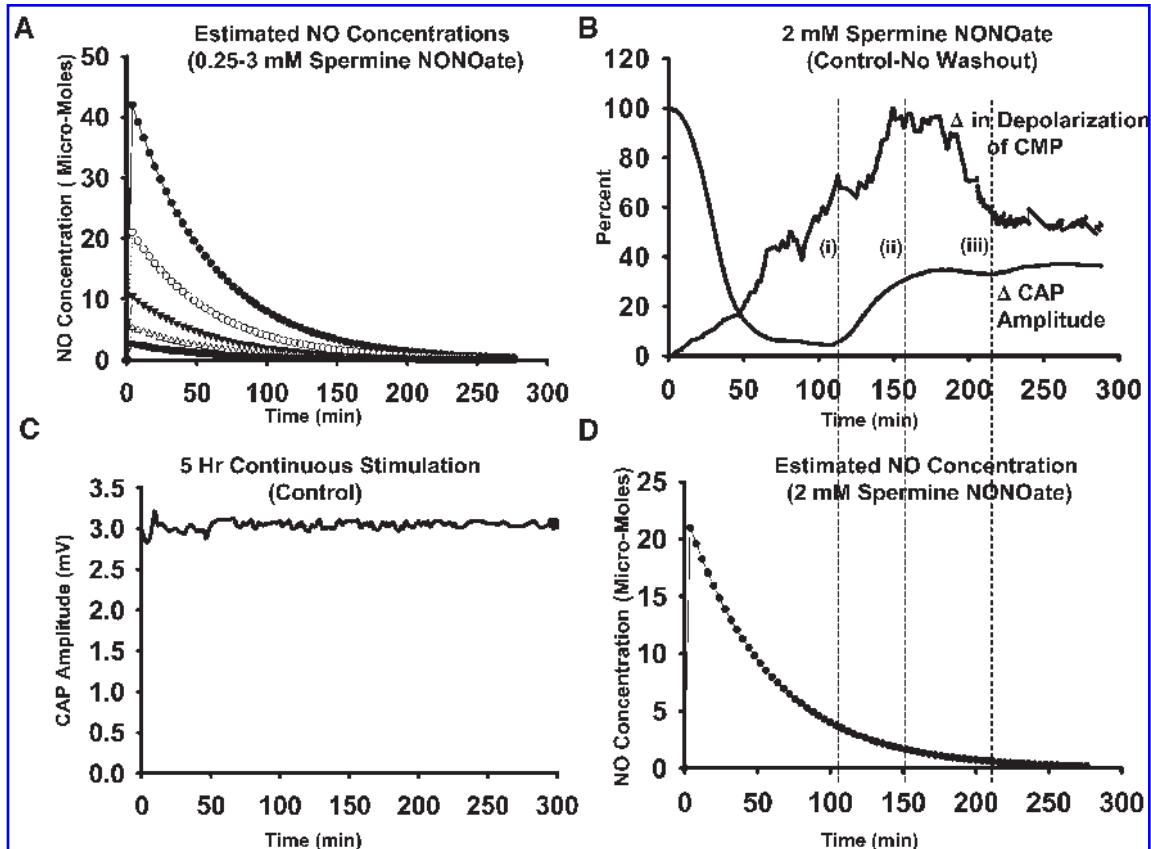 A
Estimated NO Concentrations
(0.25-3 mM Spermine NONOate)
NO Concentration ( Micro-Moles)
50
40
30
20
10
0
0 50 100 150 200 250 300
Time (min)
B
2 mM Spermine NONOate
(Control-No Washout)
Percent
120
100
80
60
40
20
0
Δ in Depolarization
of CMP
(i) (ii) (iii)
Δ CAP
Amplitude
0 50 100 150 200 250 300
Time (min)
C
5 Hr Continuous Stimulation
(Control)
CAP Amplitude (mV)
3.5
3.0
2.5
2.0
1.5
1.0
0.5
0.0
0 50 100 150 200 250 300
Time (min)
D
Estimated NO Concentration
(2 mM Spermine NONOate)
NO Concentration (Micro-Moles)
25
20
15
10
5
0
0 50 100 150 200 250 300
Time (min)